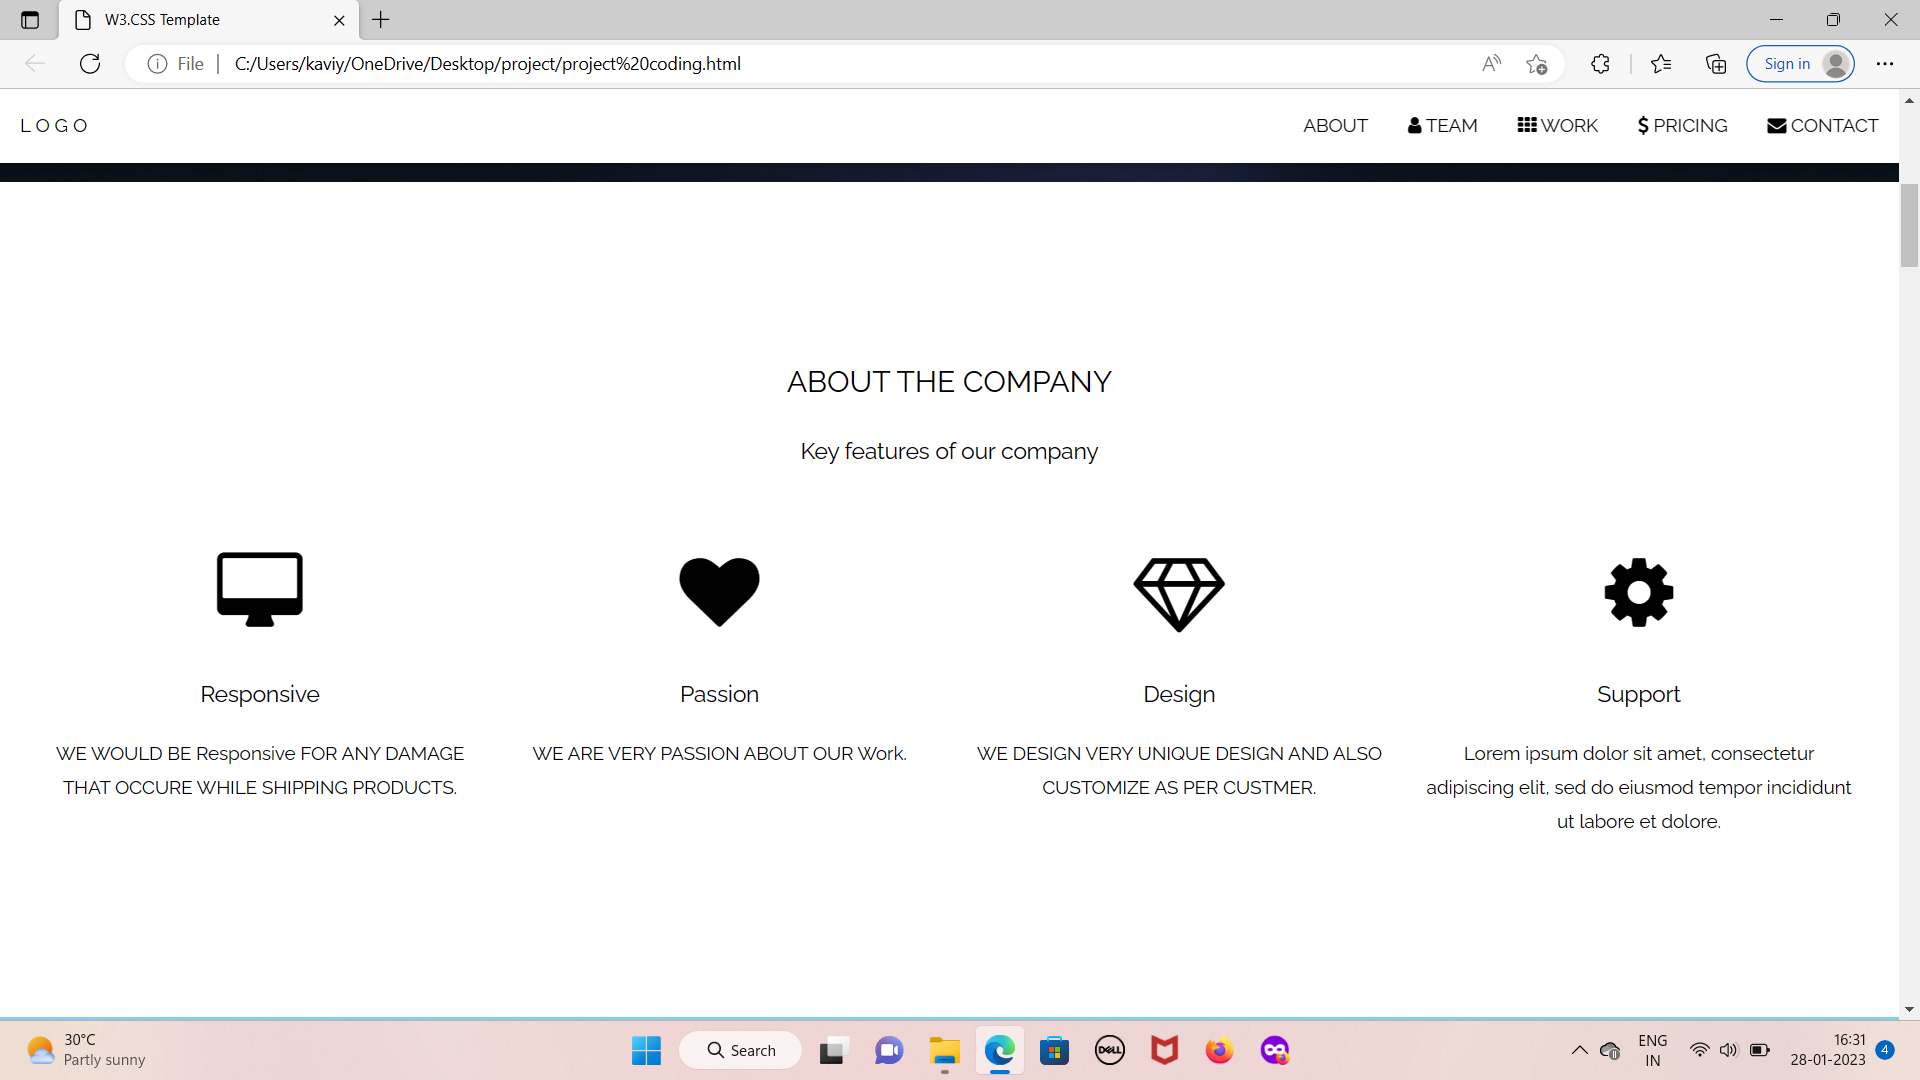 W3.CSS Template
File
C:/Users/kaviy/OneDrive/Desktop/project/project%20coding.html
A
Sign in
LOGO
ABOUT
TEAM
WORK
$ PRICING
CONTACT
ABOUT THE COMPANY
Key features of our company
Responsive
Passion
Design
Support
WE WOULD BE Responsive FOR ANY DAMAGE
THAT OCCURE WHILE SHIPPING PRODUCTS.
WE ARE VERY PASSION ABOUT OUR Work.
WE DESIGN VERY UNIQUE DESIGN AND ALSO
CUSTOMIZE AS PER CUSTMER.
Lorem ipsum dolor sit amet, consectetur
adipiscing elit, sed do eiusmod tempor incididunt
ut labore et dolore.
30°C
Partly sunny
Search
DELL
ENG
IN
16:31
28-01-2023
4